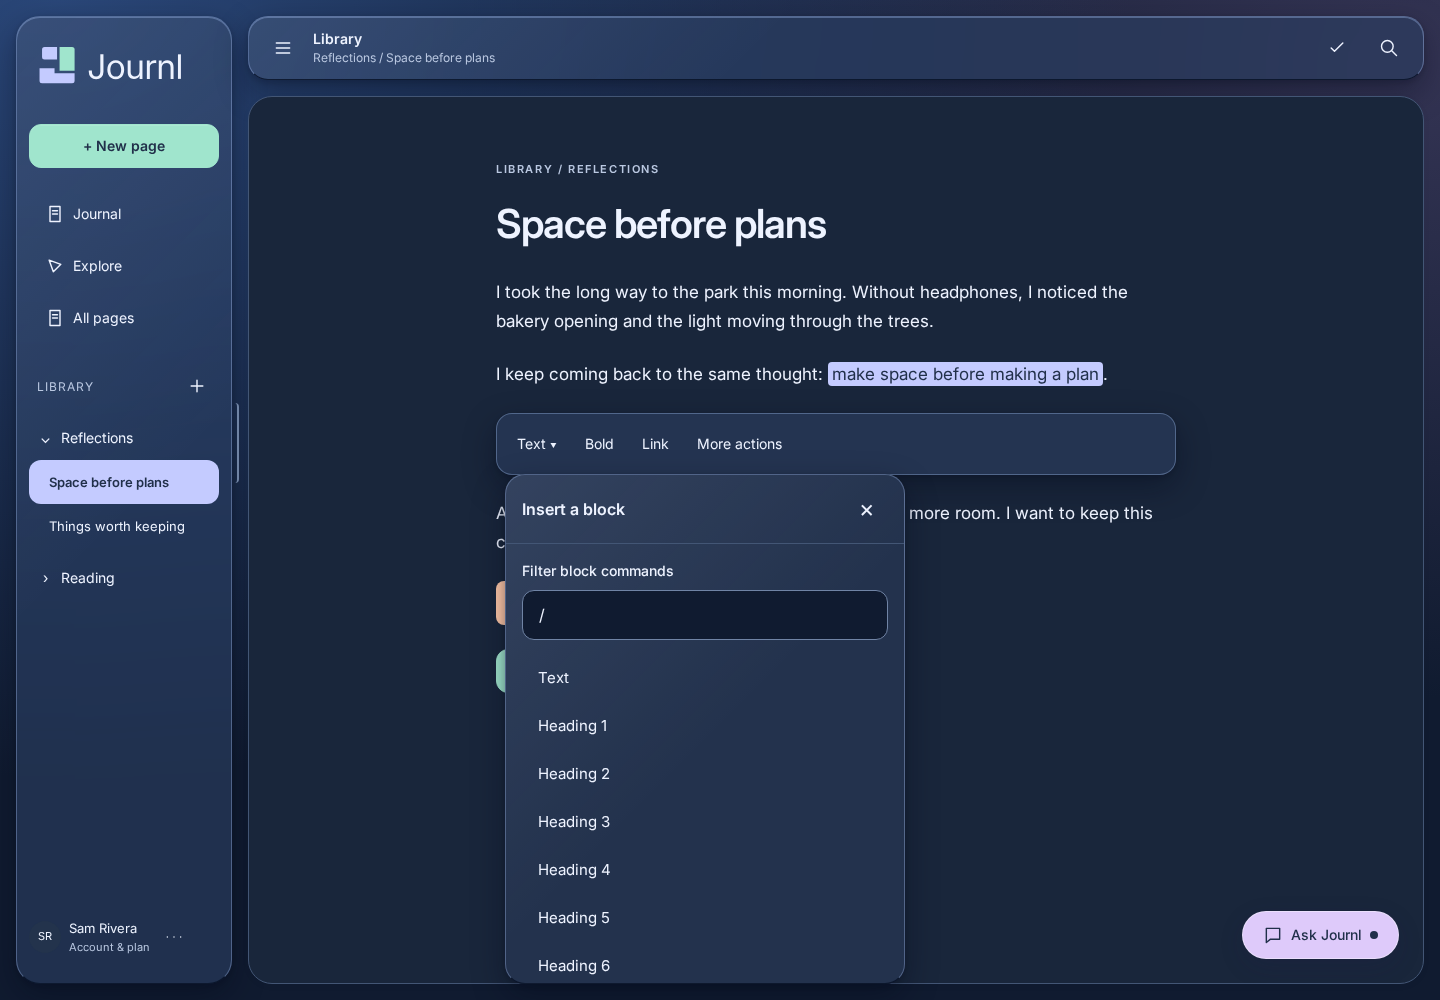 Journl
+ New page
Journal
Explore
All pages
LIBRARY
Reflections
Space before plans
Things worth keeping
Reading
SR
Sam Rivera
Account & plan
Library
Reflections / Space before plans
LIBRARY / REFLECTIONS
Space before plans
I took the long way to the park this morning. Without headphones, I noticed the
bakery opening and the light moving through the trees.
I keep coming back to the same thought: make space before making a plan.
Text Bold Link More actions
more room. I want to keep this
Insert a block
Filter block commands
/
Text
Heading 1
Heading 2
Heading 3
Heading 4
Heading 5
Heading 6
Ask Journl